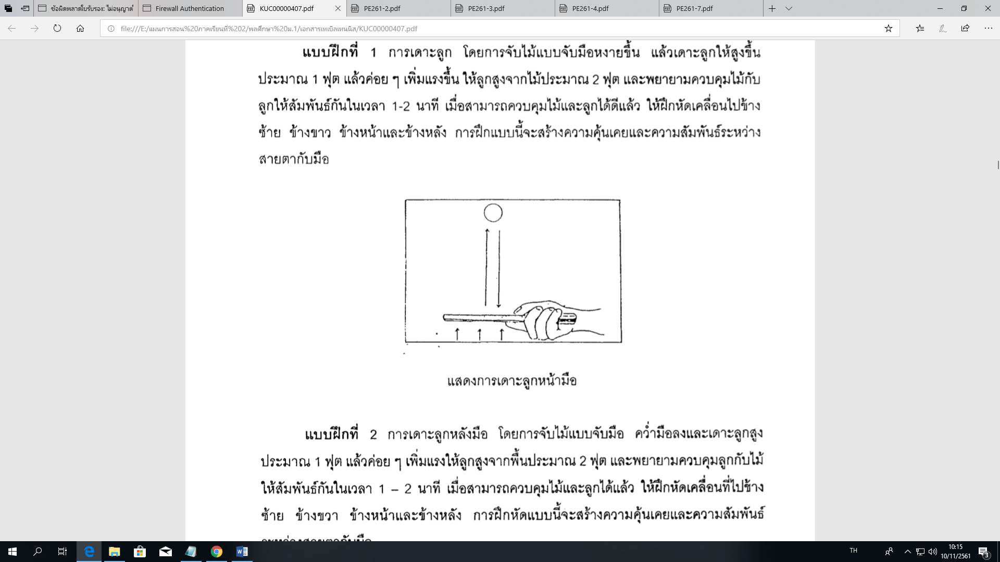 ข้อผิดพลาดใบรับรอง: ไม่อนุญาต์
Firewall Authentication
KUC00000407.pdf
PE261-2.pdf
PE261-3.pdf
PE261-4.pdf
PE261-7.pdf
file:///E:/แผนการสอน%20ภาคเรียนที่%202/พลศึกษา%20ม.1/เอกสารเทเบิลเทนนิส/KUC00000407.pdf
แบบฝึกที่ 1 การเดาะลูก โดยการจับไม้แบบจับมือหงายขึ้น แล้วเดาะลูกให้สูงขึ้น
ประมาณ 1 ฟุต แล้วค่อย ๆ เพิ่มแรงขึ้น ให้ลูกสูงจากไม้ประมาณ 2 ฟุต และพยายามควบคุมไม้กับ
ลูกให้สัมพันธ์กันในเวลา 1-2 นาที เมื่อสามารถควบคุมไม้และลูกได้ดีแล้ว ให้ฝึกหัดเคลื่อนไปข้าง
ซ้าย ข้างขาว ข้างหน้าและข้างหลัง การฝึกแบบนี้จะสร้างความคุ้นเคยและความสัมพันธ์ระหว่าง
สายตากับมือ
แสดงการเดาะลูกหน้ามือ
แบบฝึกที่ 2 การเดาะลูกหลังมือ โดยการจับไม้แบบจับมือ คว่ำมือลงและเดาะลูกสูง
ประมาณ 1 ฟุต แล้วค่อย ๆ เพิ่มแรงให้ลูกสูงจากพื้นประมาณ 2 ฟุต และพยายามควบคุมลูกกับไม้
ให้สัมพันธ์กันในเวลา 1 – 2 นาที เมื่อสามารถควบคุมไม้และลูกได้แล้ว ให้ฝึกหัดเคลื่อนที่ไปข้าง
ซ้าย ข้างขวา ข้างหน้าและข้างหลัง การฝึกหัดแบบนี้จะสร้างความคุ้นเคยและความสัมพันธ์
ระหว่างสายตากับมือ
TH
10:15
10/11/2561
3